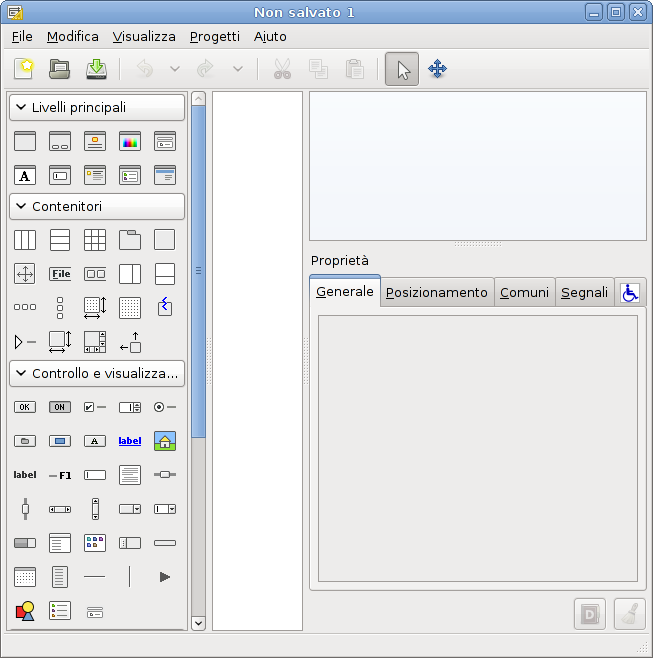 Non salvato 1
File Modifica Visualizza Progetti Aiuto
Livelli principali
A
Contenitori
File
Controllo e visualizza...
OK ON
A label
label F1
Proprietà
Generale Posizionamento Comuni Segnali
D